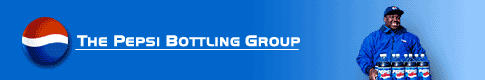 THE PEPSI BOTTLING GROUP